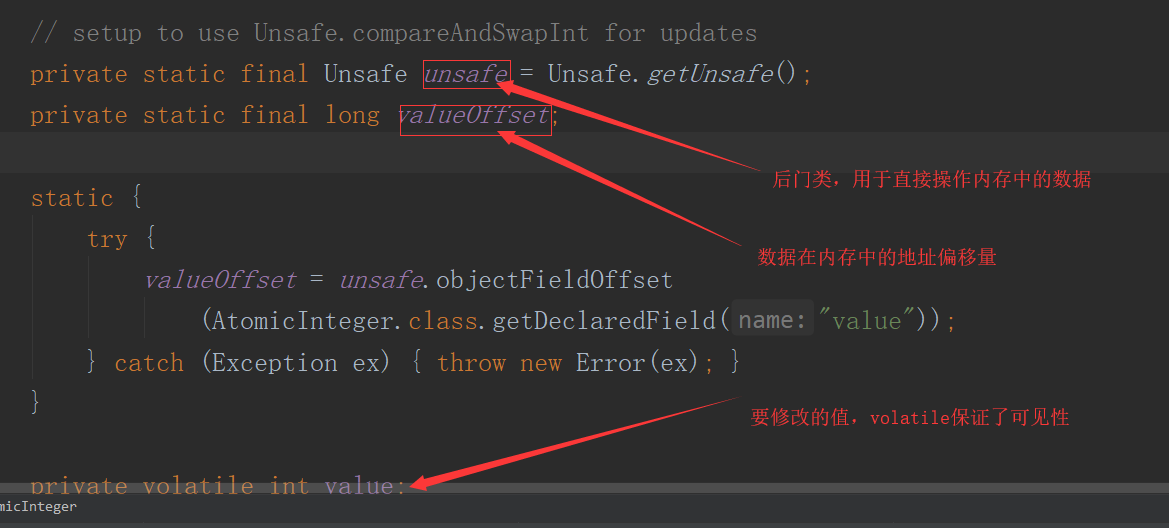 // setup to use Unsafe.compareAndSwapInt for updates
private static final Unsafe unsafe = Unsafe.getUnsafe();
private static final long valueOffset;
后门类，用于直接操作内存中的数据
static {
数据在内存中的地址偏移量
try {
valueOffset = unsafe.objectFieldOffset
(AtomicInteger.class.getDeclaredField( name: "value"));
} catch (Exception ex) { throw new Error(ex); }
}
要修改的值，volatile保证了可见性
private volatile int value;
micInteger